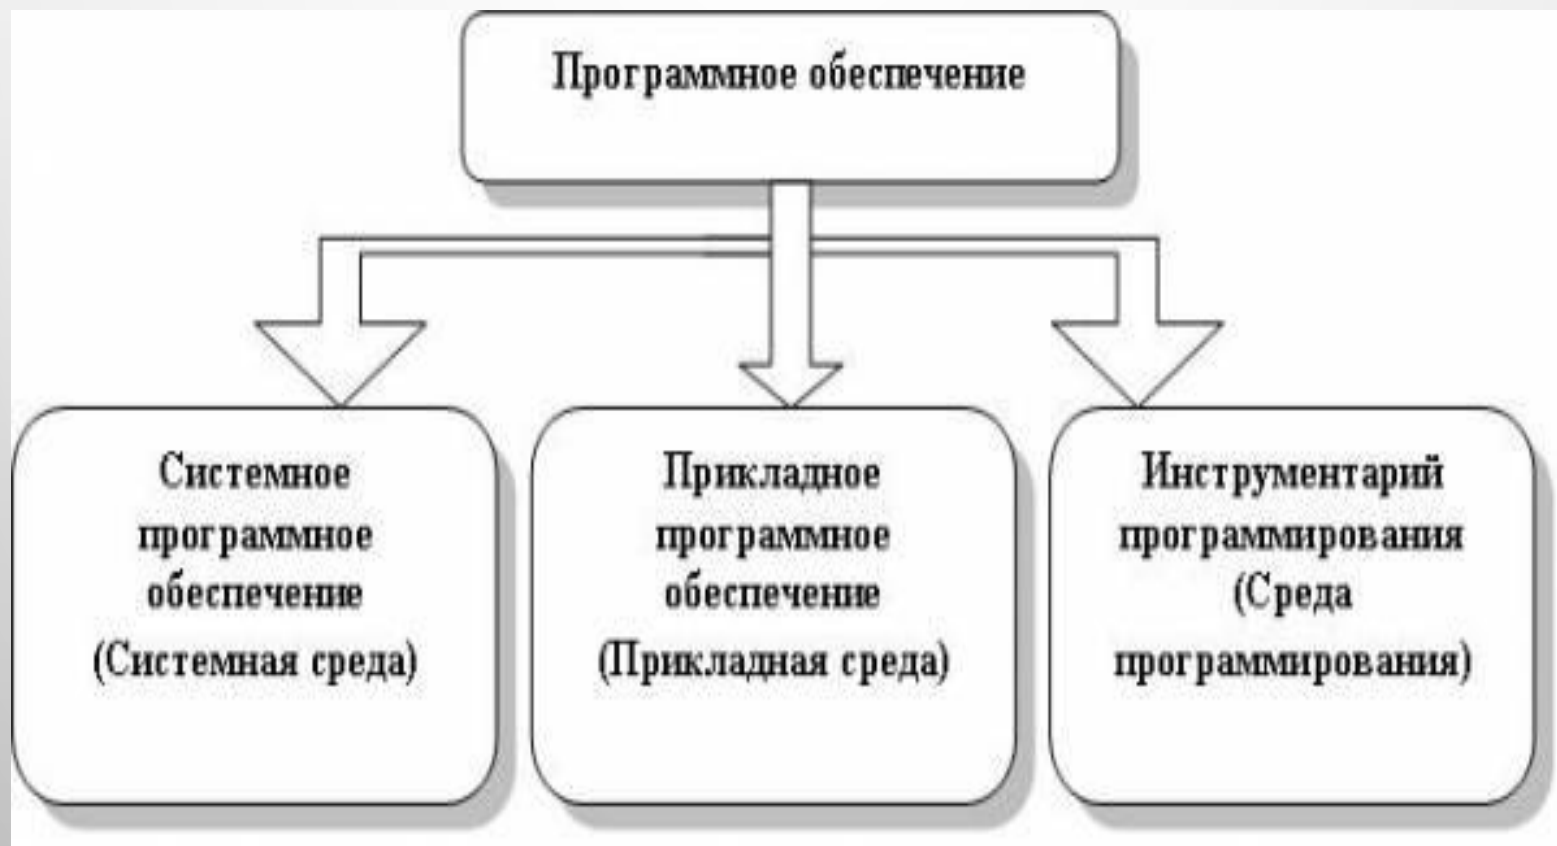 Программное обеспечение
Системное
программное
обеспечение
(Системная среда)
Прикладное
программное
обеспечение
(Прикладная среда)
Инструментарий
программирования
(Среда
программирования)